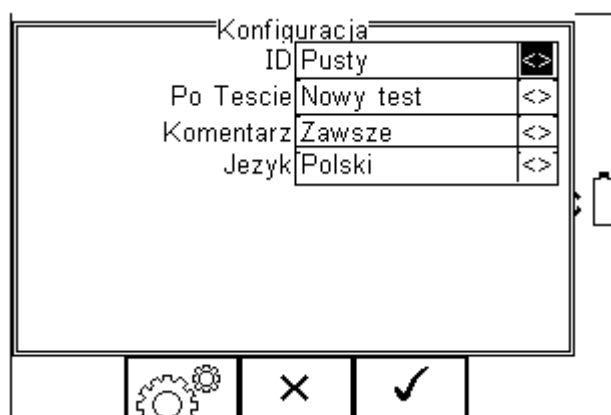 Konfiguracja
ID Pusty <>
Po Tescie Nowy test <>
Komentarz Zawsze <>
Jezyk Polski <>